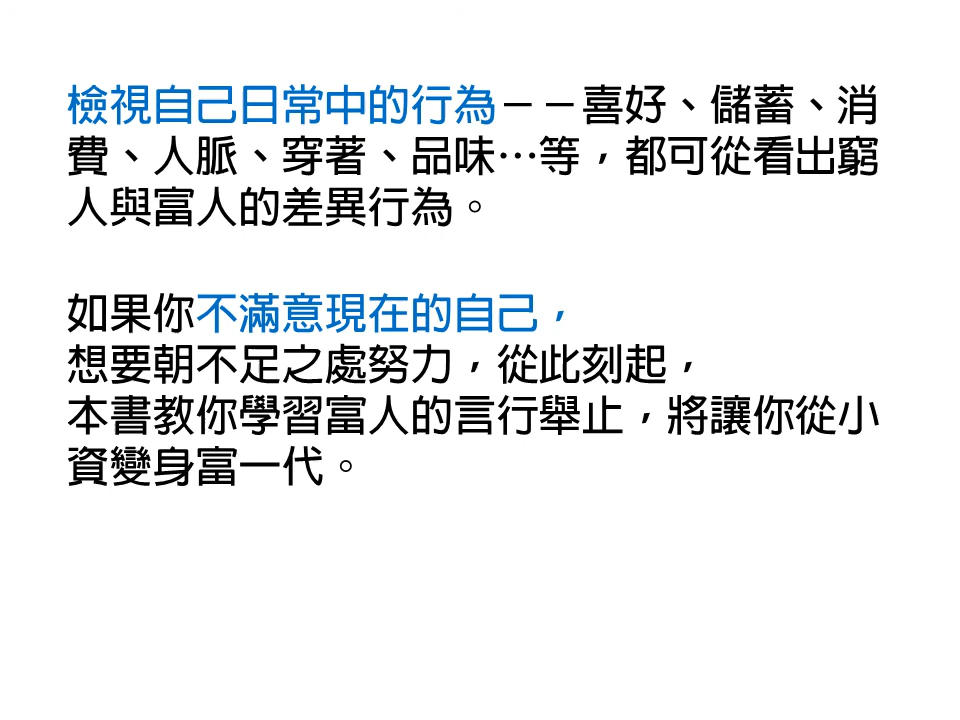 檢視自己日常中的行為－－喜好、儲蓄、消
費、人脈、穿著、品味…等，都可從看出窮
人與富人的差異行為。
如果你不滿意現在的自己，
想要朝不足之處努力，從此刻起，
本書教你學習富人的言行舉止，將讓你從小
資變身富一代。